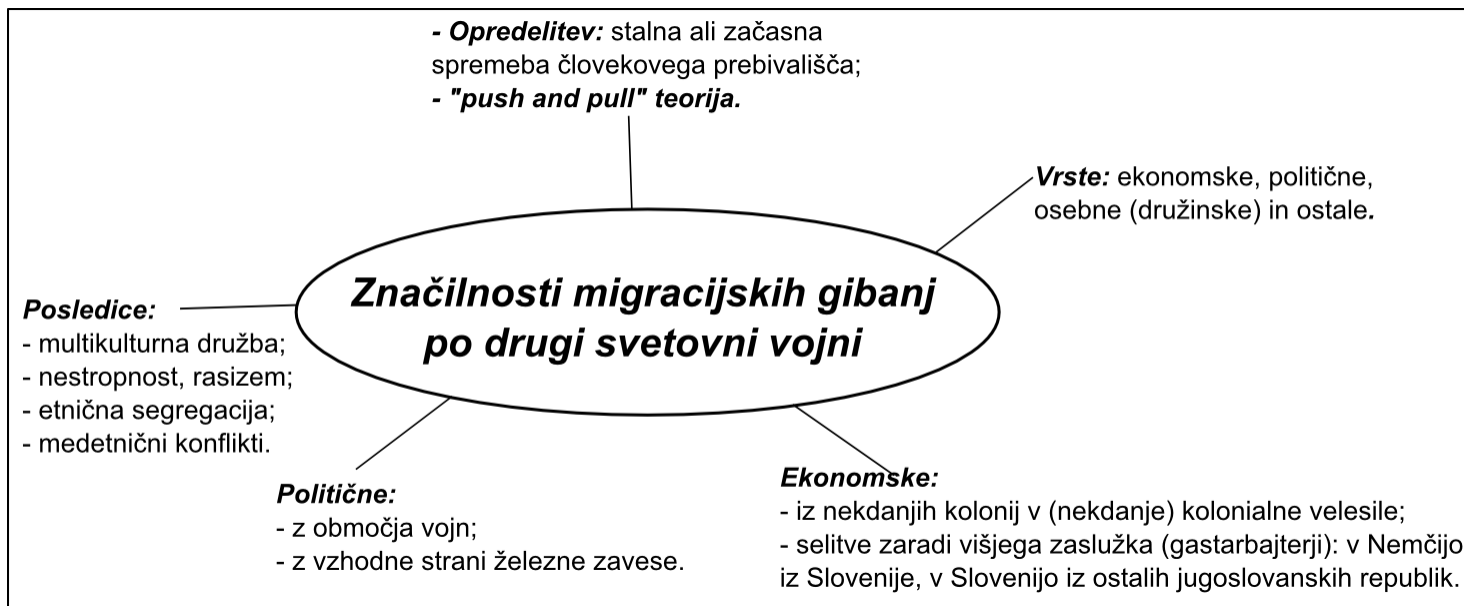 - Opredelitev: stalna ali začasna
spremeba človekovega prebivališča;
- "push and pull" teorija.
Vrste: ekonomske, politične,
osebne (družinske) in ostale.
Značilnosti migracijskih gibanj
po drugi svetovni vojni
Posledice:
- multikulturna družba;
- nestropnost, rasizem;
- etnična segregacija;
- medetnični konflikti.
Politične:
- z območja vojn;
- z vzhodne strani železne zavese.
Ekonomske:
- iz nekdanjih kolonij v (nekdanje) kolonialne velesile;
- selitve zaradi višjega zaslužka (gastarbajterji): v Nemčijo
iz Slovenije, v Slovenijo iz ostalih jugoslovanskih republik.